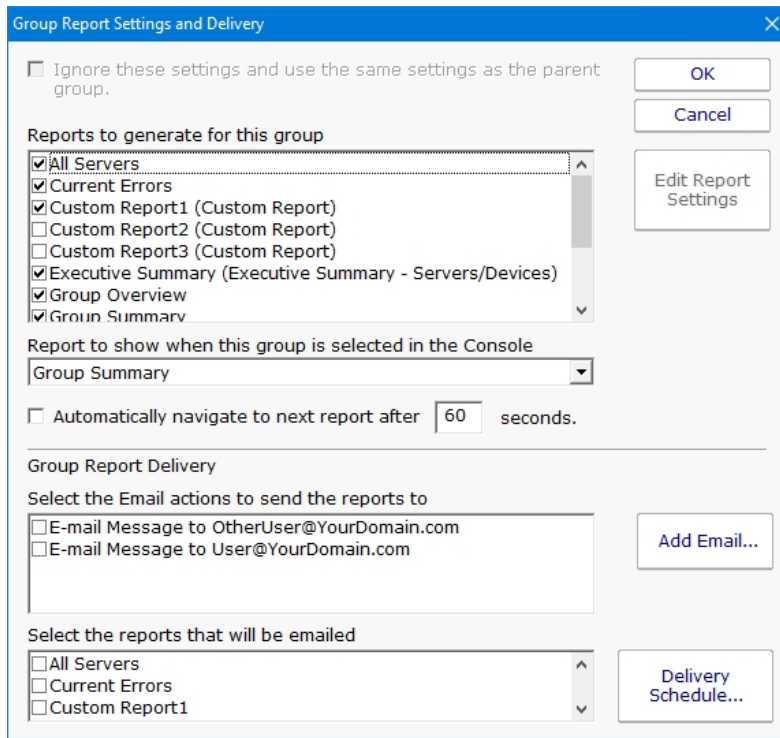 Group Report Settings and Delivery
Ignore these settings and use the same settings as the parent
group.
OK
Cancel
Reports to generate for this group
All Servers
Current Errors
Custom Report1 (Custom Report)
Custom Report2 (Custom Report)
Custom Report3 (Custom Report)
Executive Summary (Executive Summary - Servers/Devices)
Group Overview
Group Summary
Edit Report
Settings
Report to show when this group is selected in the Console
Group Summary
Automatically navigate to next report after 60 seconds.
Group Report Delivery
Select the Email actions to send the reports to
E-mail Message to OtherUser@YourDomain.com
E-mail Message to User@YourDomain.com
Add Email...
Select the reports that will be emailed
All Servers
Current Errors
Custom Report1
Delivery
Schedule...